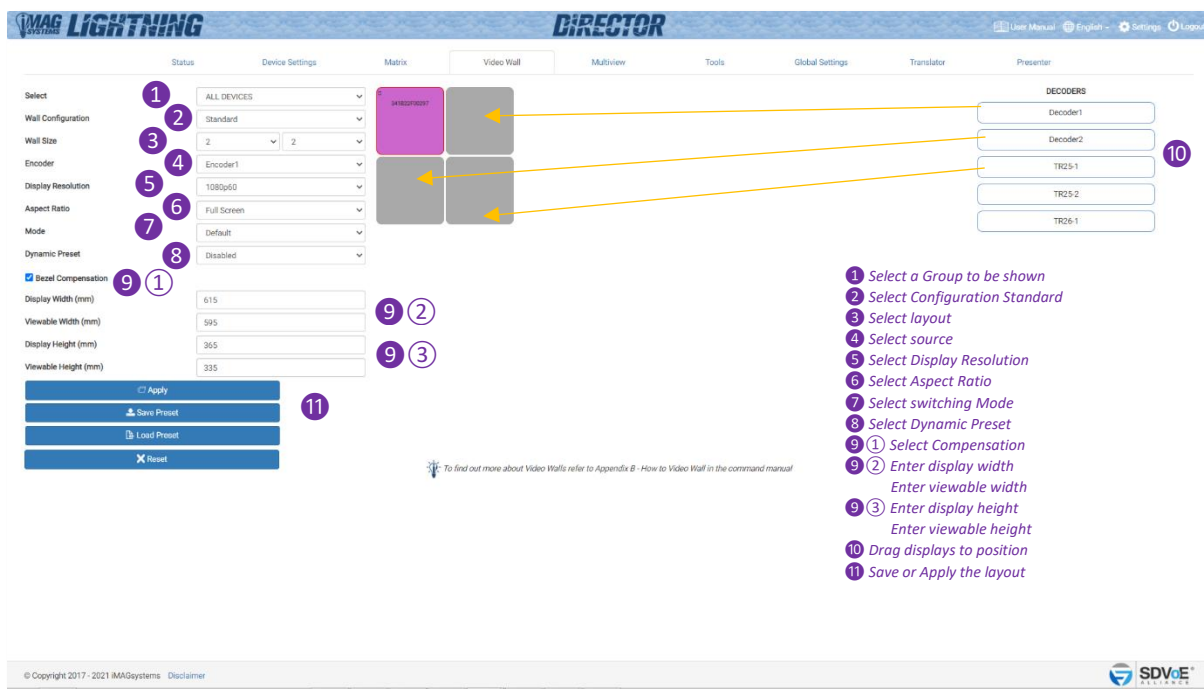 iMAG SYSTEMS LIGHTNING
DIRECTOR
User Manual English Settings Logout
Status Device Settings Matrix Video Wall Multiview Tools Global Settings Translator Presenter
Select 1 ALL DEVICES
Wall Configuration 2 Standard
Wall Size 3 2 2
Encoder 4 Encoder1
Display Resolution 5 1080p60
Aspect Ratio 6 Full Screen
Mode 7 Default
Dynamic Preset 8 Disabled
Bezel Compensation 9 1
Display Width (mm) 615
Viewable Width (mm) 595
9 2
Display Height (mm) 365
Viewable Height (mm) 335
9 3
Apply
Save Preset
Load Preset
Reset
11
341B22F00297
DECODERS
Decoder1
Decoder2
TR25-1
TR25-2
TR26-1
10
1 Select a Group to be shown
2 Select Configuration Standard
3 Select layout
4 Select source
5 Select Display Resolution
6 Select Aspect Ratio
7 Select switching Mode
8 Select Dynamic Preset
9 1 Select Compensation
9 2 Enter display width
Enter viewable width
9 3 Enter display height
Enter viewable height
10 Drag displays to position
11 Save or Apply the layout
To find out more about Video Walls refer to Appendix B - How to Video Wall in the command manual
© Copyright 2017 - 2021 iMAGsystems Disclaimer
SDVoE
ALLIANCE